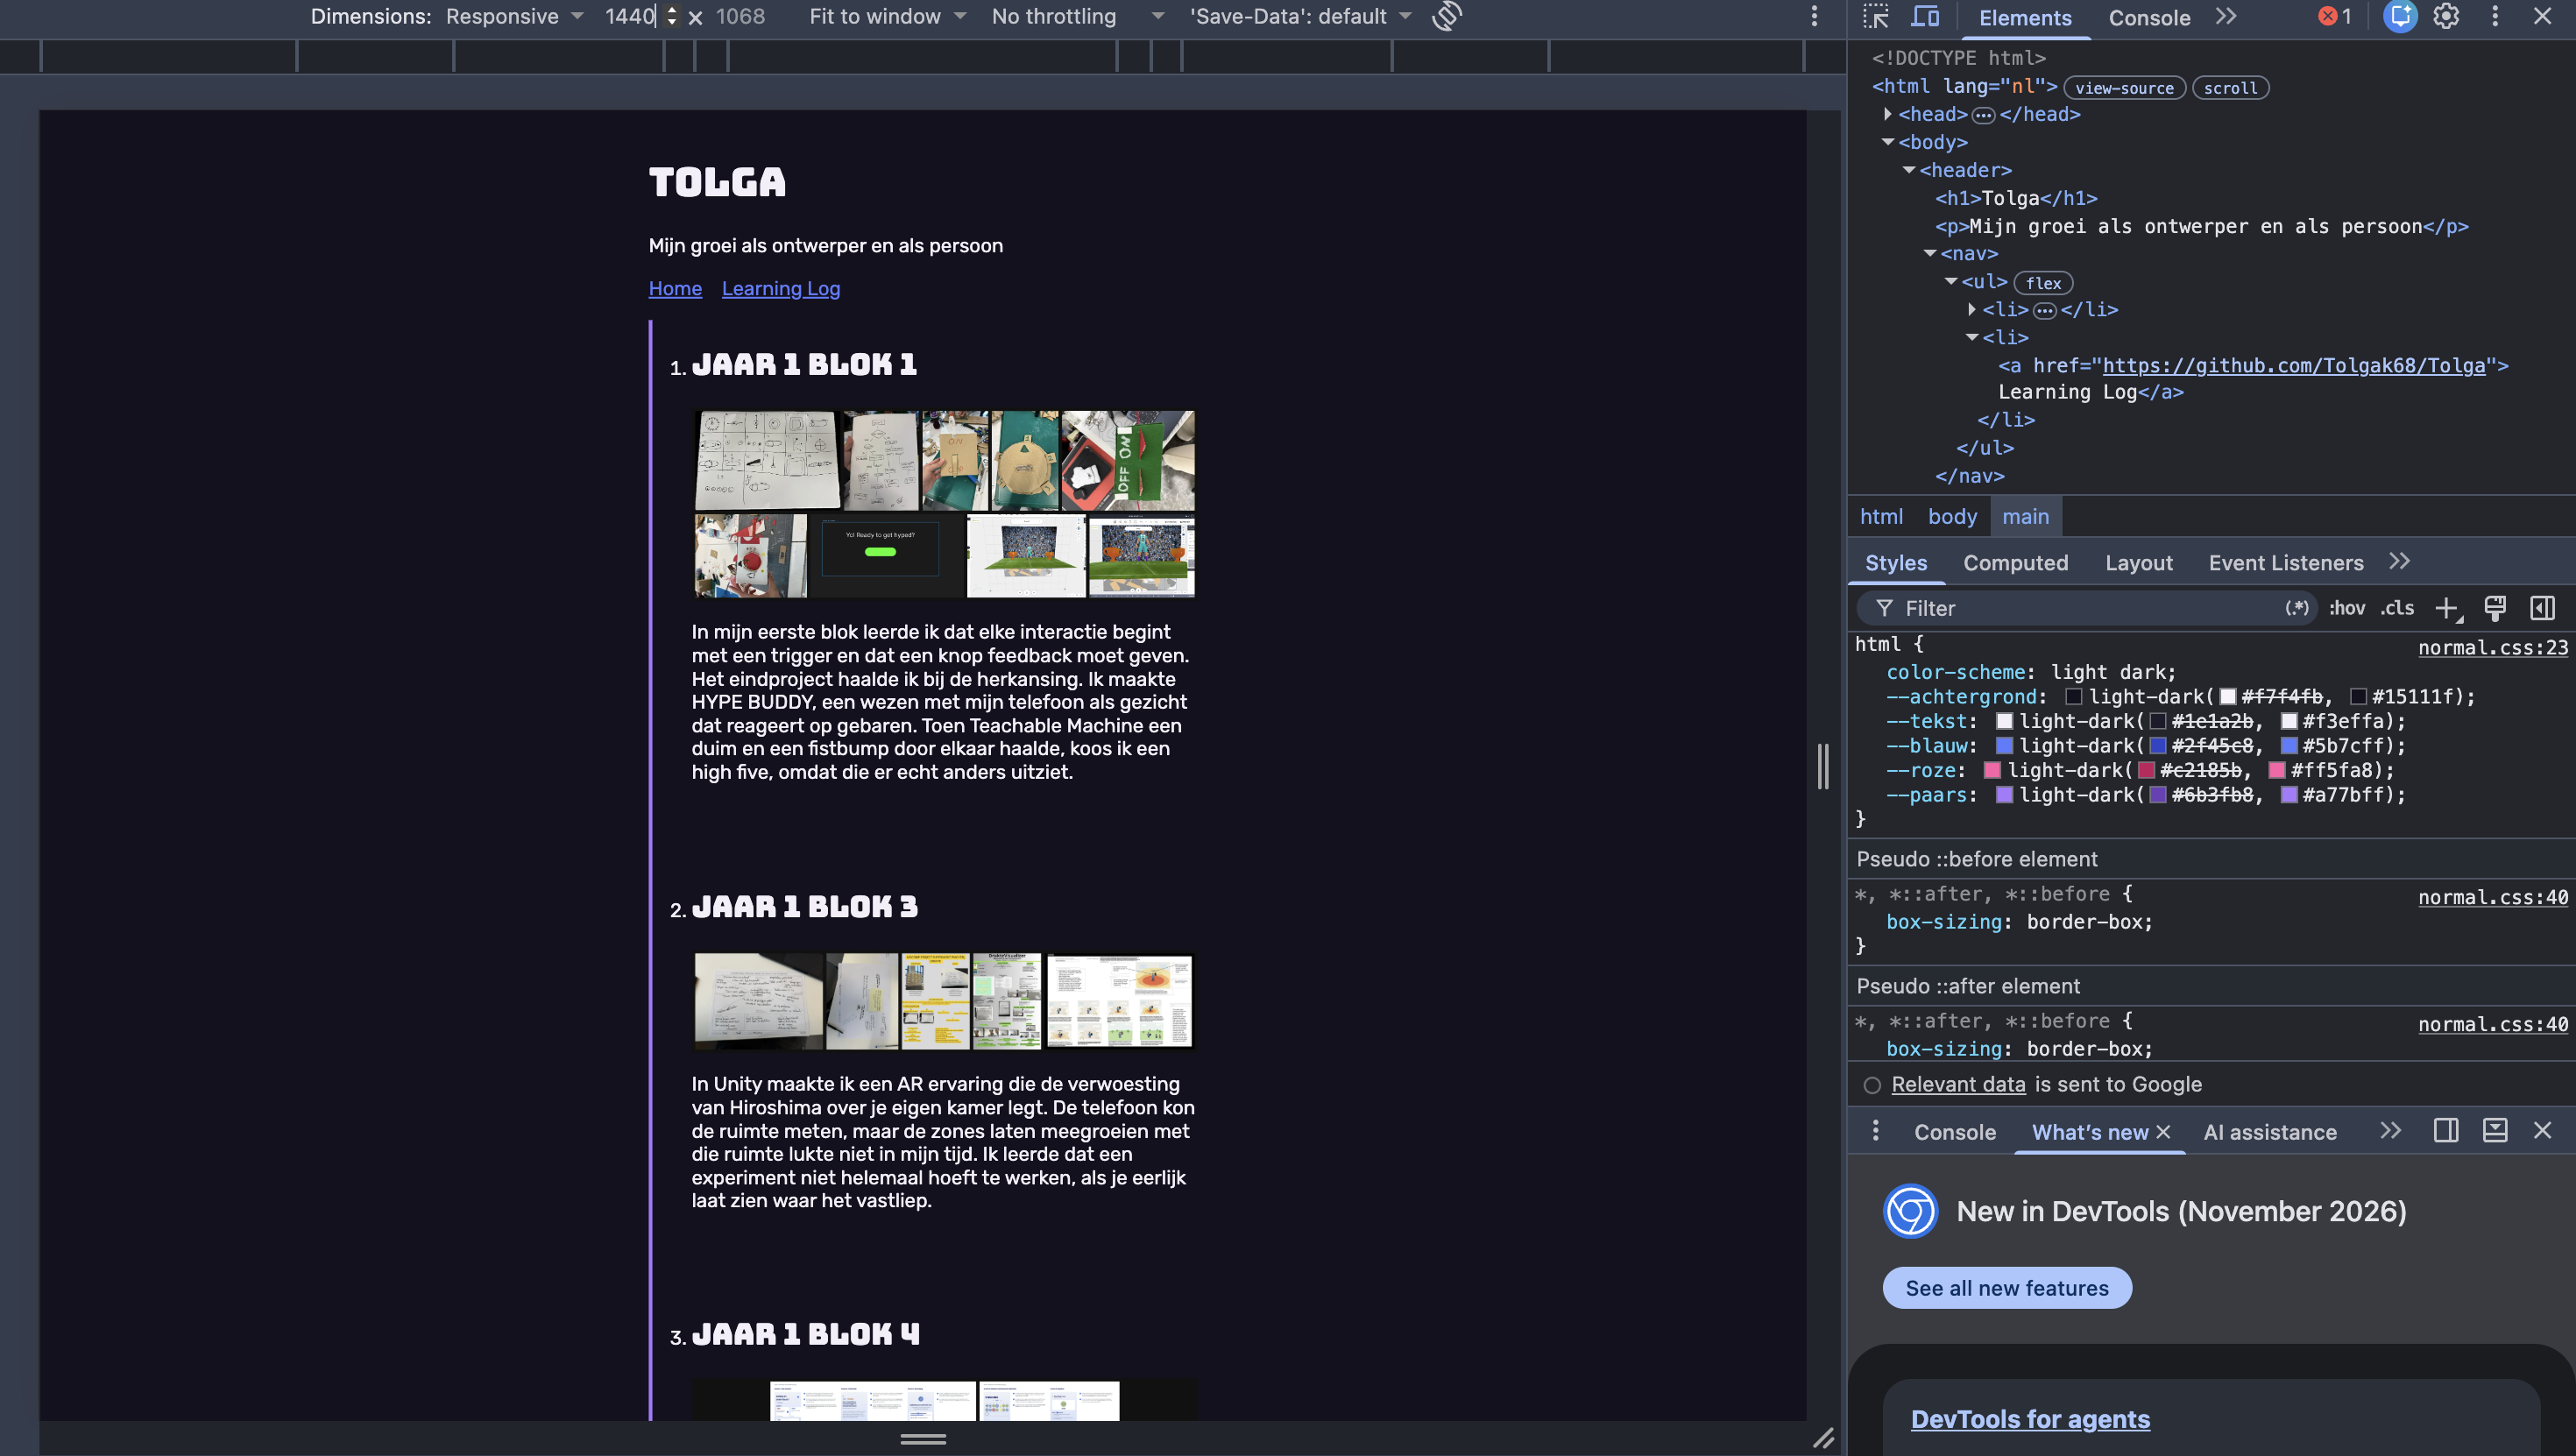 Dimensions: Responsive 1440 × 1068 Fit to window No throttling 'Save-Data': default
TOLGA
Mijn groei als ontwerper en als persoon
Home Learning Log
1. JAAR 1 BLOK 1
ON
OFF ON
Yo! Ready to get hyped?
In mijn eerste blok leerde ik dat elke interactie begint
met een trigger en dat een knop feedback moet geven.
Het eindproject haalde ik bij de herkansing. Ik maakte
HYPE BUDDY, een wezen met mijn telefoon als gezicht
dat reageert op gebaren. Toen Teachable Machine een
duim en een fistbump door elkaar haalde, koos ik een
high five, omdat die er echt anders uitziet.
2. JAAR 1 BLOK 3
In Unity maakte ik een AR ervaring die de verwoesting
van Hiroshima over je eigen kamer legt. De telefoon kon
de ruimte meten, maar de zones laten meegroeien met
die ruimte lukte niet in mijn tijd. Ik leerde dat een
experiment niet helemaal hoeft te werken, als je eerlijk
laat zien waar het vastliep.
3. JAAR 1 BLOK 4
Elements Console 1
<!DOCTYPE html>
<html lang="nl"> view-source scroll
<head> </head>
<body>
<header>
<h1>Tolga</h1>
<p>Mijn groei als ontwerper en als persoon</p>
<nav>
<ul> flex
<li> </li>
<li>
<a href="https://github.com/Tolgak68/Tolga">
Learning Log</a>
</li>
</ul>
</nav>
html body main
Styles Computed Layout Event Listeners
Filter (.*) :hov .cls
html { normal.css:23
color-scheme: light dark;
--achtergrond: light-dark( #f7f4fb, #15111f);
--tekst: light-dark( #1e1a2b, #f3effa);
--blauw: light-dark( #2f45c8, #5b7cff);
--roze: light-dark( #c2185b, #ff5fa8);
--paars: light-dark( #6b3fb8, #a77bff);
}
Pseudo ::before element
*, *::after, *::before { normal.css:40
box-sizing: border-box;
}
Pseudo ::after element
*, *::after, *::before { normal.css:40
box-sizing: border-box;
Relevant data is sent to Google
Console What's new AI assistance
New in DevTools (November 2026)
See all new features
DevTools for agents